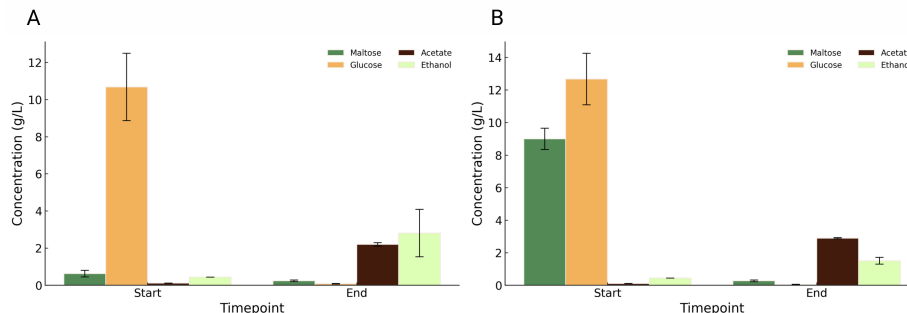 A
B
Maltose
Glucose
Acetate
Ethanol
12
10
8
6
4
2
0
Concentration (g/L)
Start
End
Timepoint
Maltose
Glucose
Acetate
Ethanol
14
12
10
8
6
4
2
0
Concentration (g/L)
Start
End
Timepoint